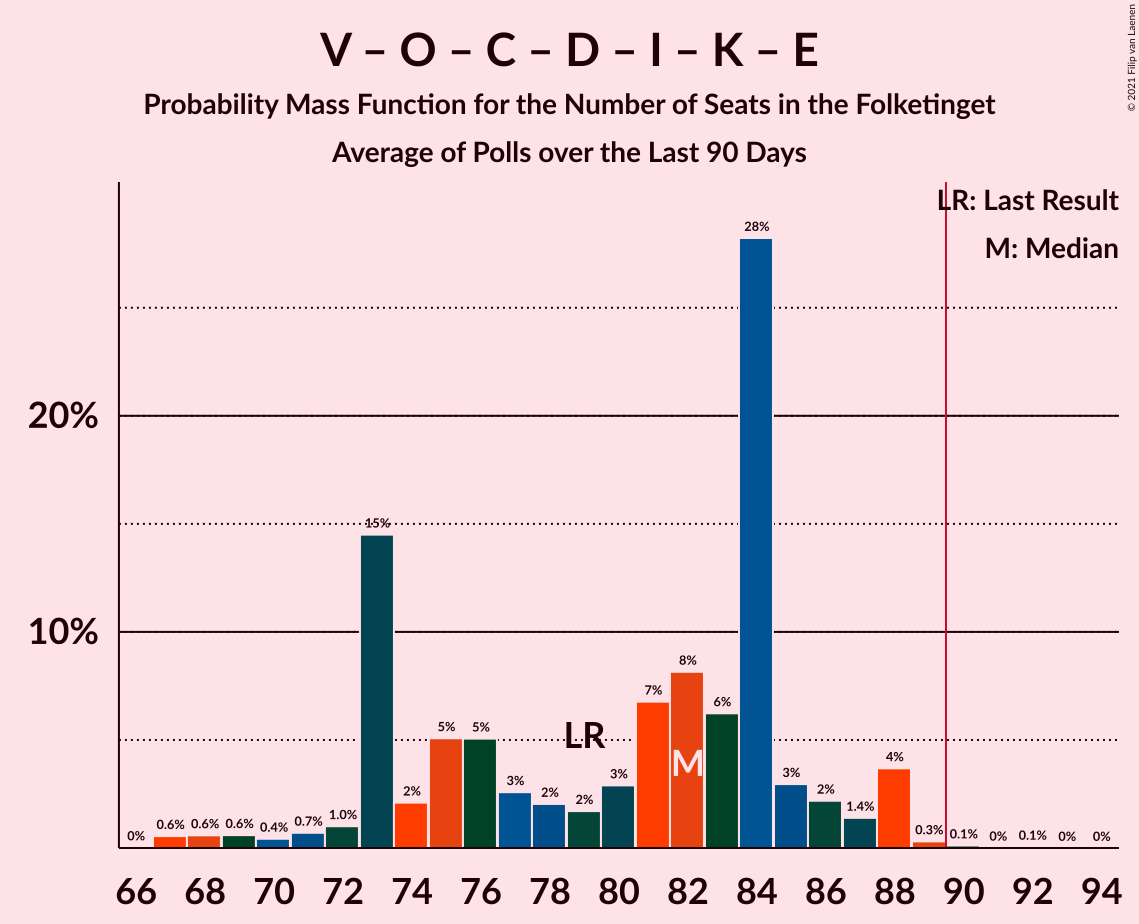 V – O – C – D – I – K – E
Probability Mass Function for the Number of Seats in the Folketinget
Average of Polls over the Last 90 Days
© 2021 Filip van Laenen
LR: Last Result
M: Median
28%
20%
15%
10%
8%
7%
6%
5% 5%
LR
M
4%
3% 2% 2% 3% 3% 2% 1.4%
2%
0% 0.6% 0.6% 0.6% 0.4% 0.7% 1.0% 0.3% 0.1% 0% 0.1% 0% 0%
66 68 70 72 74 76 78 80 82 84 86 88 90 92 94